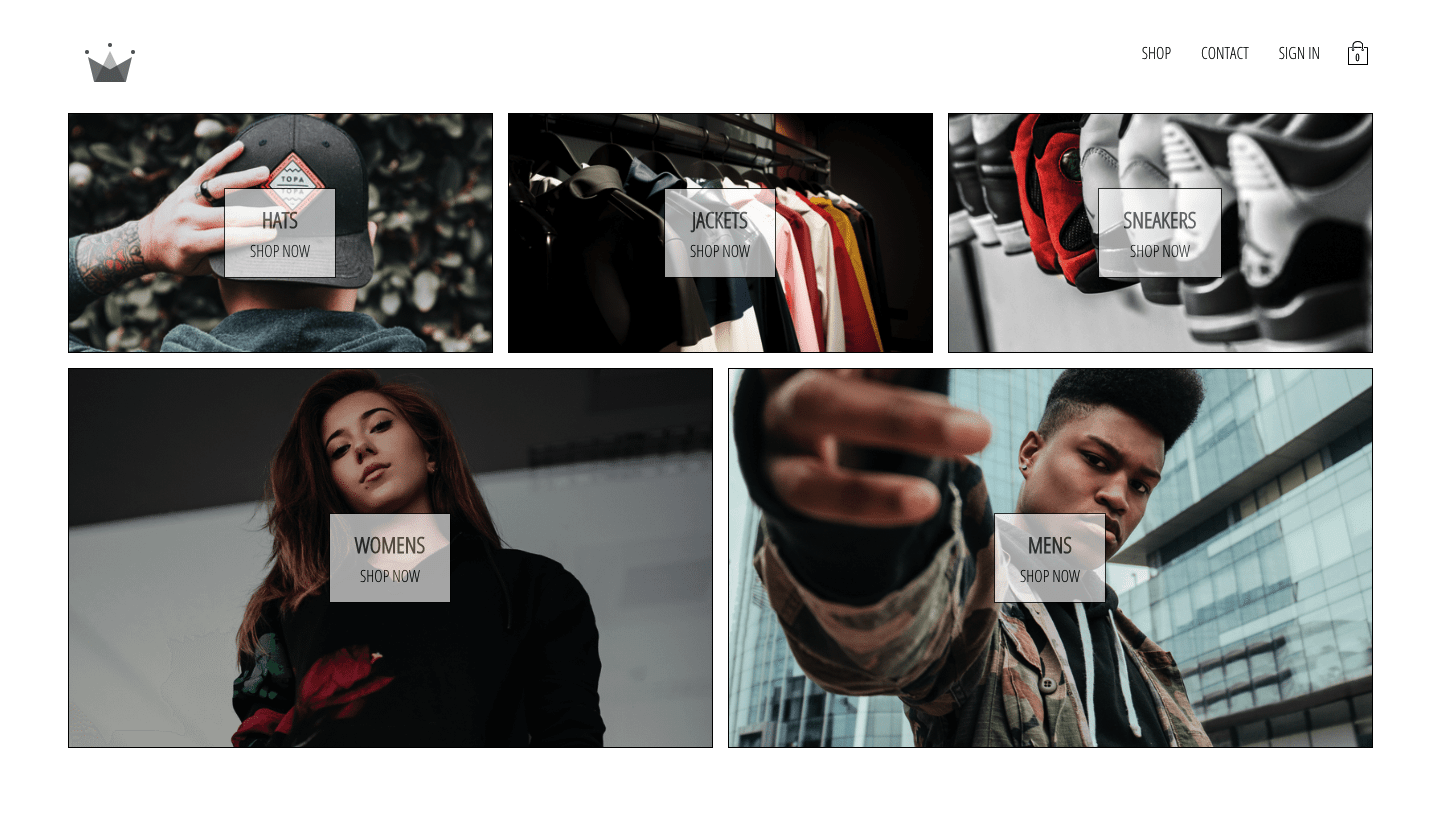 SHOP
CONTACT
SIGN IN
0
TOPA
TOPA
HATS
SHOP NOW
JACKETS
SHOP NOW
SNEAKERS
SHOP NOW
WOMENS
SHOP NOW
MENS
SHOP NOW